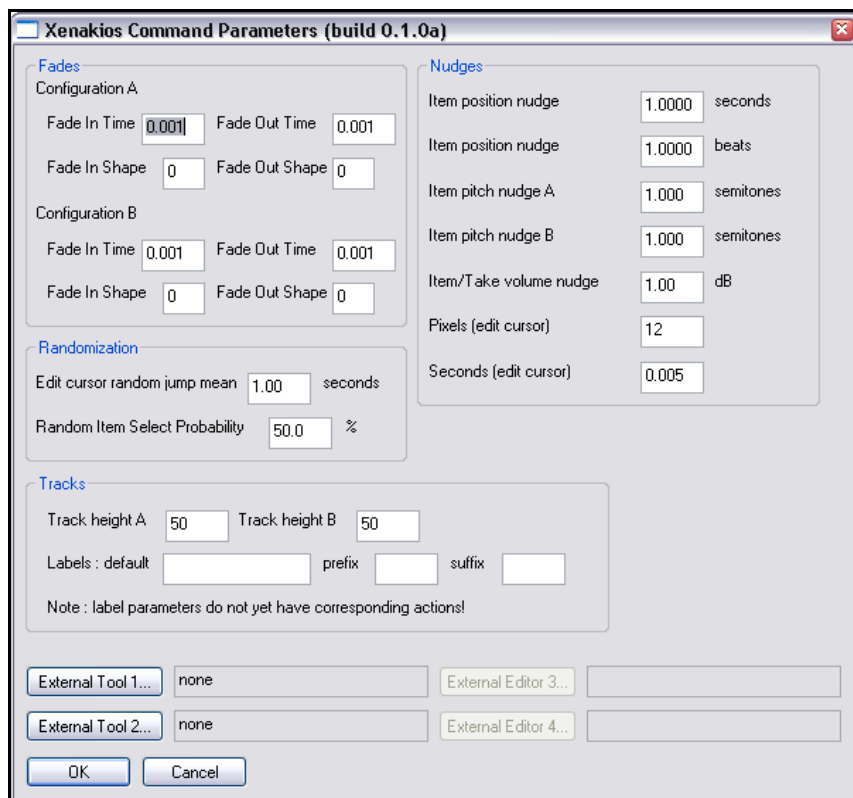 Xenakios Command Parameters (build 0.1.0a)
Fades
Configuration A
Fade In Time 0.001 Fade Out Time 0.001
Fade In Shape 0 Fade Out Shape 0
Configuration B
Fade In Time 0.001 Fade Out Time 0.001
Fade In Shape 0 Fade Out Shape 0
Randomization
Edit cursor random jump mean 1.00 seconds
Random Item Select Probability 50.0 %
Nudges
Item position nudge 1.0000 seconds
Item position nudge 1.0000 beats
Item pitch nudge A 1.000 semitones
Item pitch nudge B 1.000 semitones
Item/Take volume nudge 1.00 dB
Pixels (edit cursor) 12
Seconds (edit cursor) 0.005
Tracks
Track height A 50 Track height B 50
Labels : default prefix suffix
Note : label parameters do not yet have corresponding actions!
External Tool 1... none External Editor 3...
External Tool 2... none External Editor 4...
OK Cancel